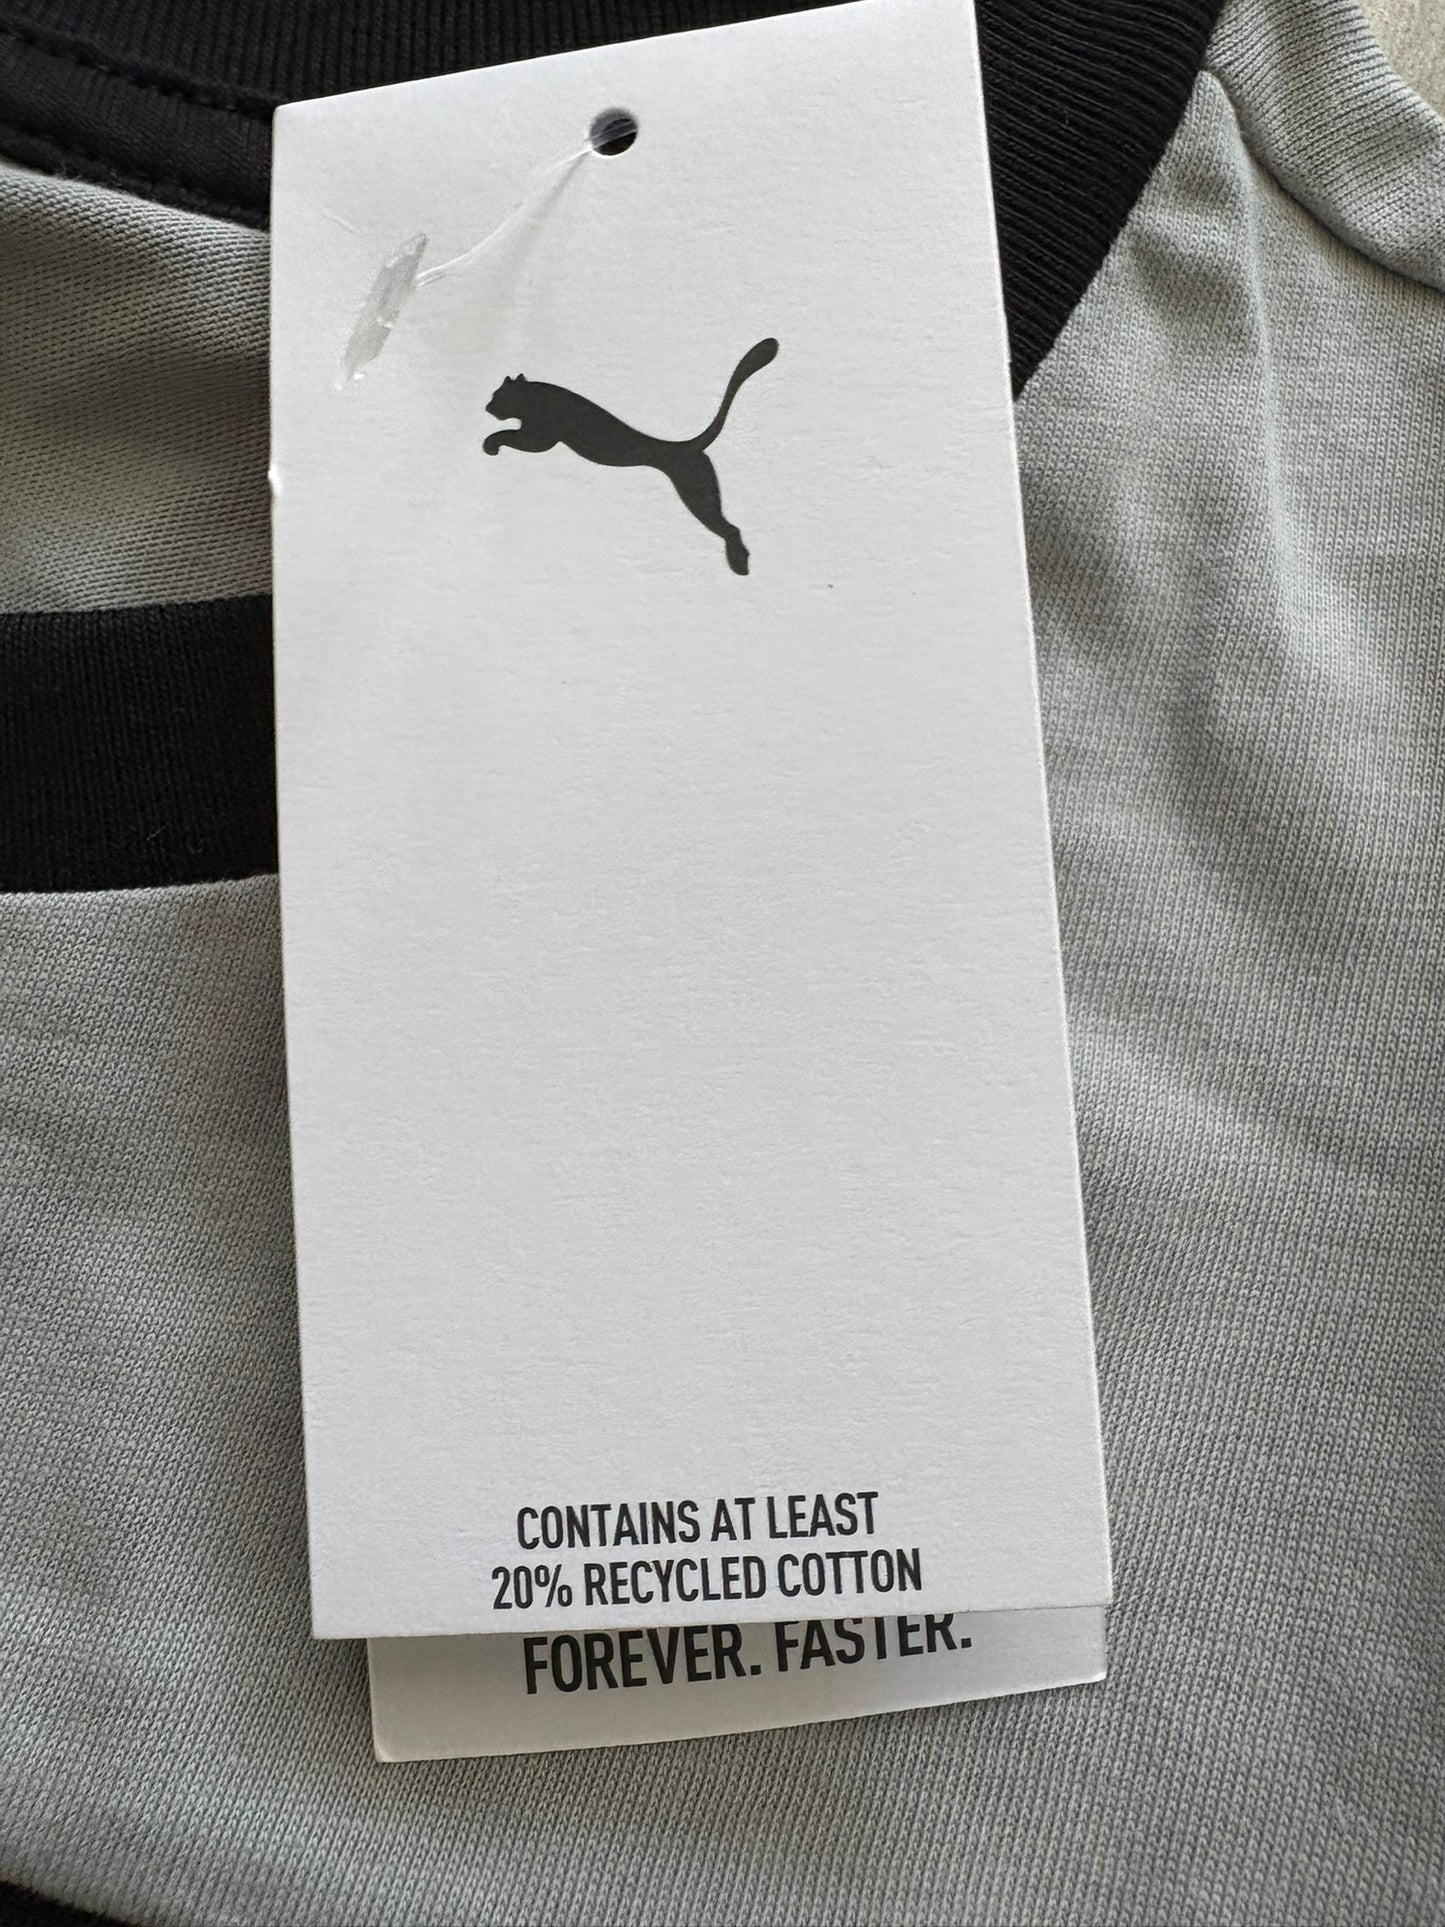 CONTAINS AT LEAST
20% RECYCLED COTTON
FOREVER. FASTER.